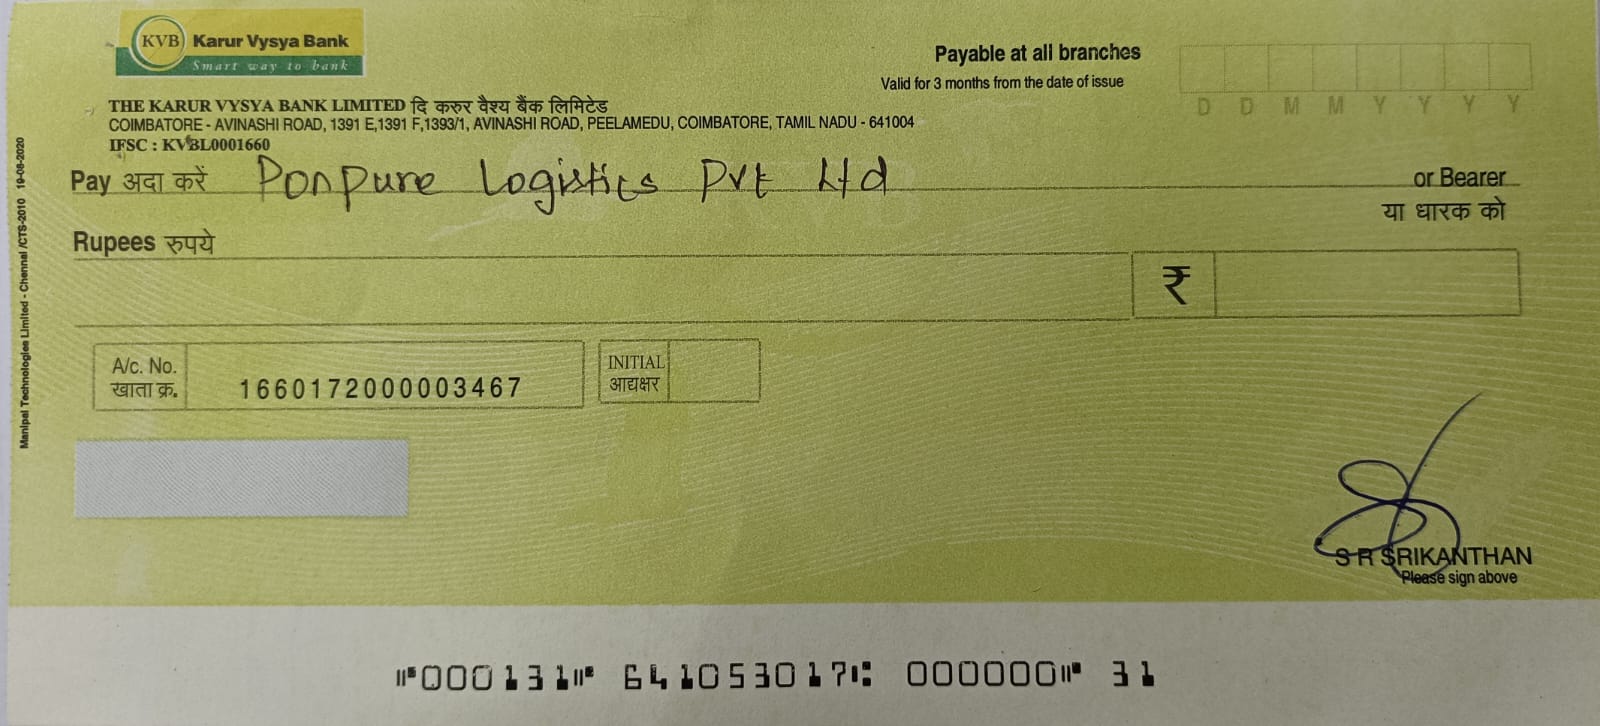 KVB Karur Vysya Bank
Smart way to bank
Payable at all branches
Valid for 3 months from the date of issue
D D M M Y Y Y Y
THE KARUR VYSYA BANK LIMITED दि करुर वैश्य बैंक लिमिटेड
COIMBATORE - AVINASHI ROAD, 1391 E,1391 F,1393/1, AVINASHI ROAD, PEELAMEDU, COIMBATORE, TAMIL NADU - 641004
IFSC : KVBL0001660
Pay अदा करें Ponpure Logistics Pvt Ltd or Bearer
या धारक को
Rupees रुपये
₹
A/c. No.
खाता क्र. 1660172000003467
INITIAL
आद्यक्षर
Manipal Technologies Limited - Chennai /CTS-2010 19-08-2020
S R SRIKANTHAN
Please sign above
⑈000131⑈ 641053017⑆ 000000⑈ 31